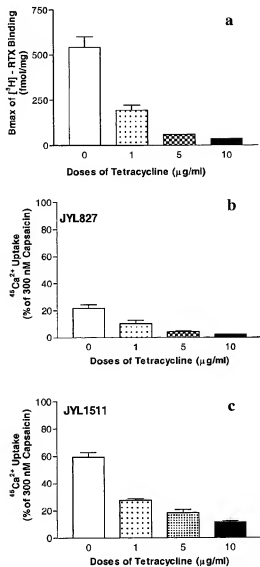 a
Bmax of [³H] - RTX Binding
(fmol/mg)
750
500
250
0
0 1 5 10
Doses of Tetracycline (μg/ml)
b
JYL827
⁴⁵Ca²⁺ Uptake
(% of 300 nM Capsaicin)
100
80
60
40
20
0
0 1 5 10
Doses of Tetracycline (μg/ml)
c
JYL1511
⁴⁵Ca²⁺ Uptake
(% of 300 nM Capsaicin)
100
80
60
40
20
0
0 1 5 10
Doses of Tetracycline (μg/ml)